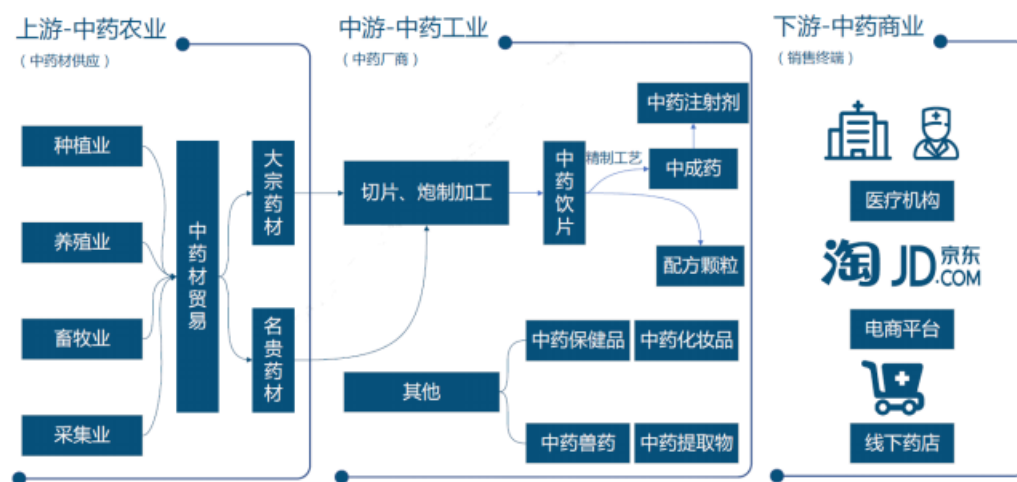 上游-中药农业
（中药材供应）
种植业
养殖业
畜牧业
采集业
中药材贸易
大宗药材
名贵药材
中游-中药工业
（中药厂商）
切片、炮制加工
中药饮片
精制工艺
中药注射剂
中成药
配方颗粒
其他
中药保健品
中药化妆品
中药兽药
中药提取物
下游-中药商业
（销售终端）
医疗机构
淘
JD京东
.COM
电商平台
线下药店